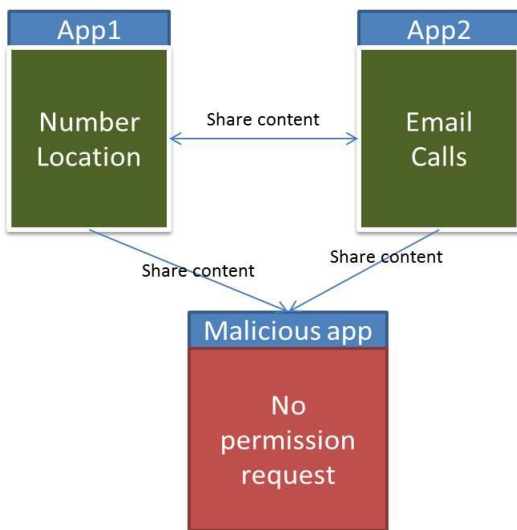 App1
App2
Number
Location
Share content
Email
Calls
Share content
Share content
Malicious app
No
permission
request